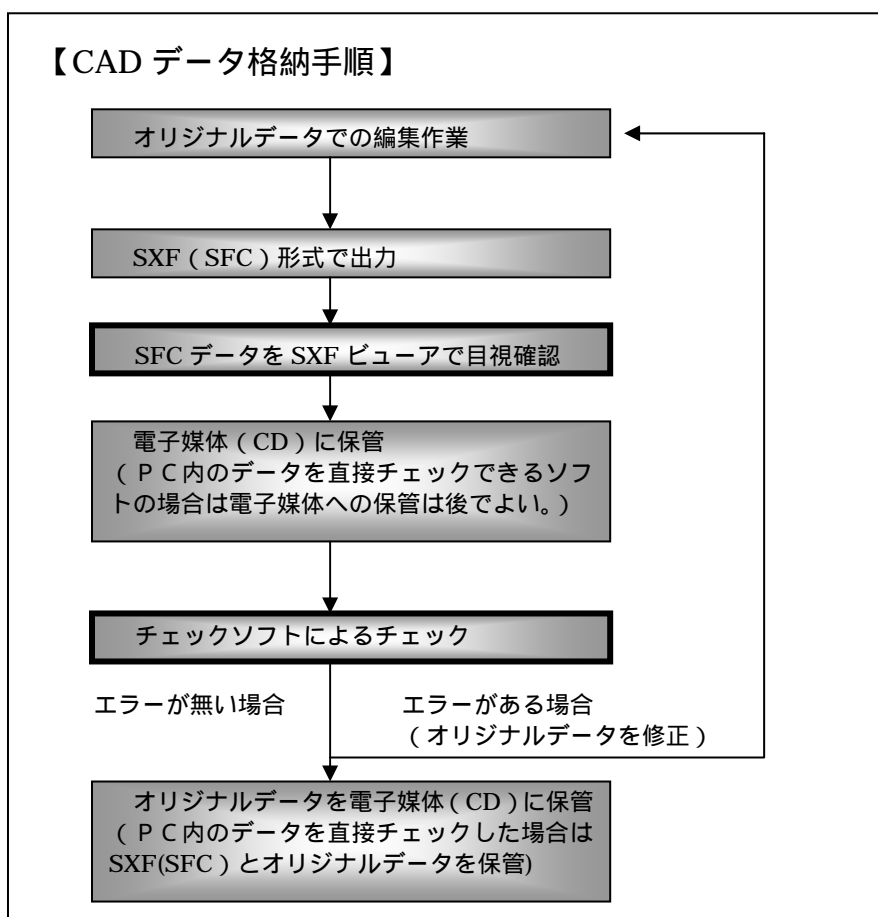 【CAD データ格納手順】
オリジナルデータでの編集作業
SXF（SFC）形式で出力
SFC データを SXF ビューアで目視確認
電子媒体（CD）に保管
（ＰＣ内のデータを直接チェックできるソフ
トの場合は電子媒体への保管は後でよい。）
チェックソフトによるチェック
エラーが無い場合
エラーがある場合
（オリジナルデータを修正）
オリジナルデータを電子媒体（CD）に保管
（ＰＣ内のデータを直接チェックした場合は
SXF(SFC）とオリジナルデータを保管)